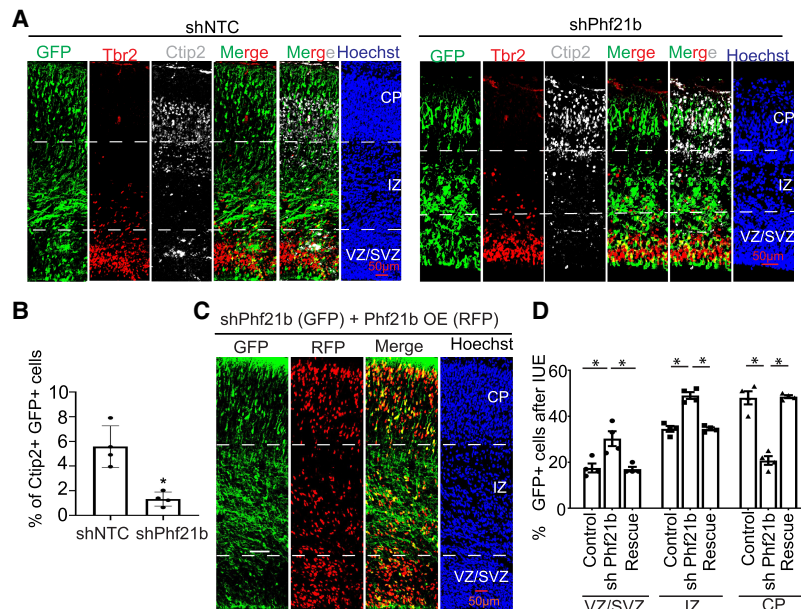 A
shNTC
GFP Tbr2 Ctip2 Merge Merge Hoechst
CP
IZ
VZ/SVZ
50μm
shPhf21b
GFP Tbr2 Ctip2 Merge Merge Hoechst
CP
IZ
VZ/SVZ
50μm
B
% of Ctip2+ GFP+ cells
10
8
6
4
2
0
*
shNTC shPhf21b
C
shPhf21b (GFP) + Phf21b OE (RFP)
GFP RFP Merge Hoechst
CP
IZ
VZ/SVZ
50μm
D
% GFP+ cells after IUE
60
40
20
0
* * * * * *
Control
sh Phf21b
Rescue
Control
sh Phf21b
Rescue
Control
sh Phf21b
Rescue
VZ/SVZ IZ CP